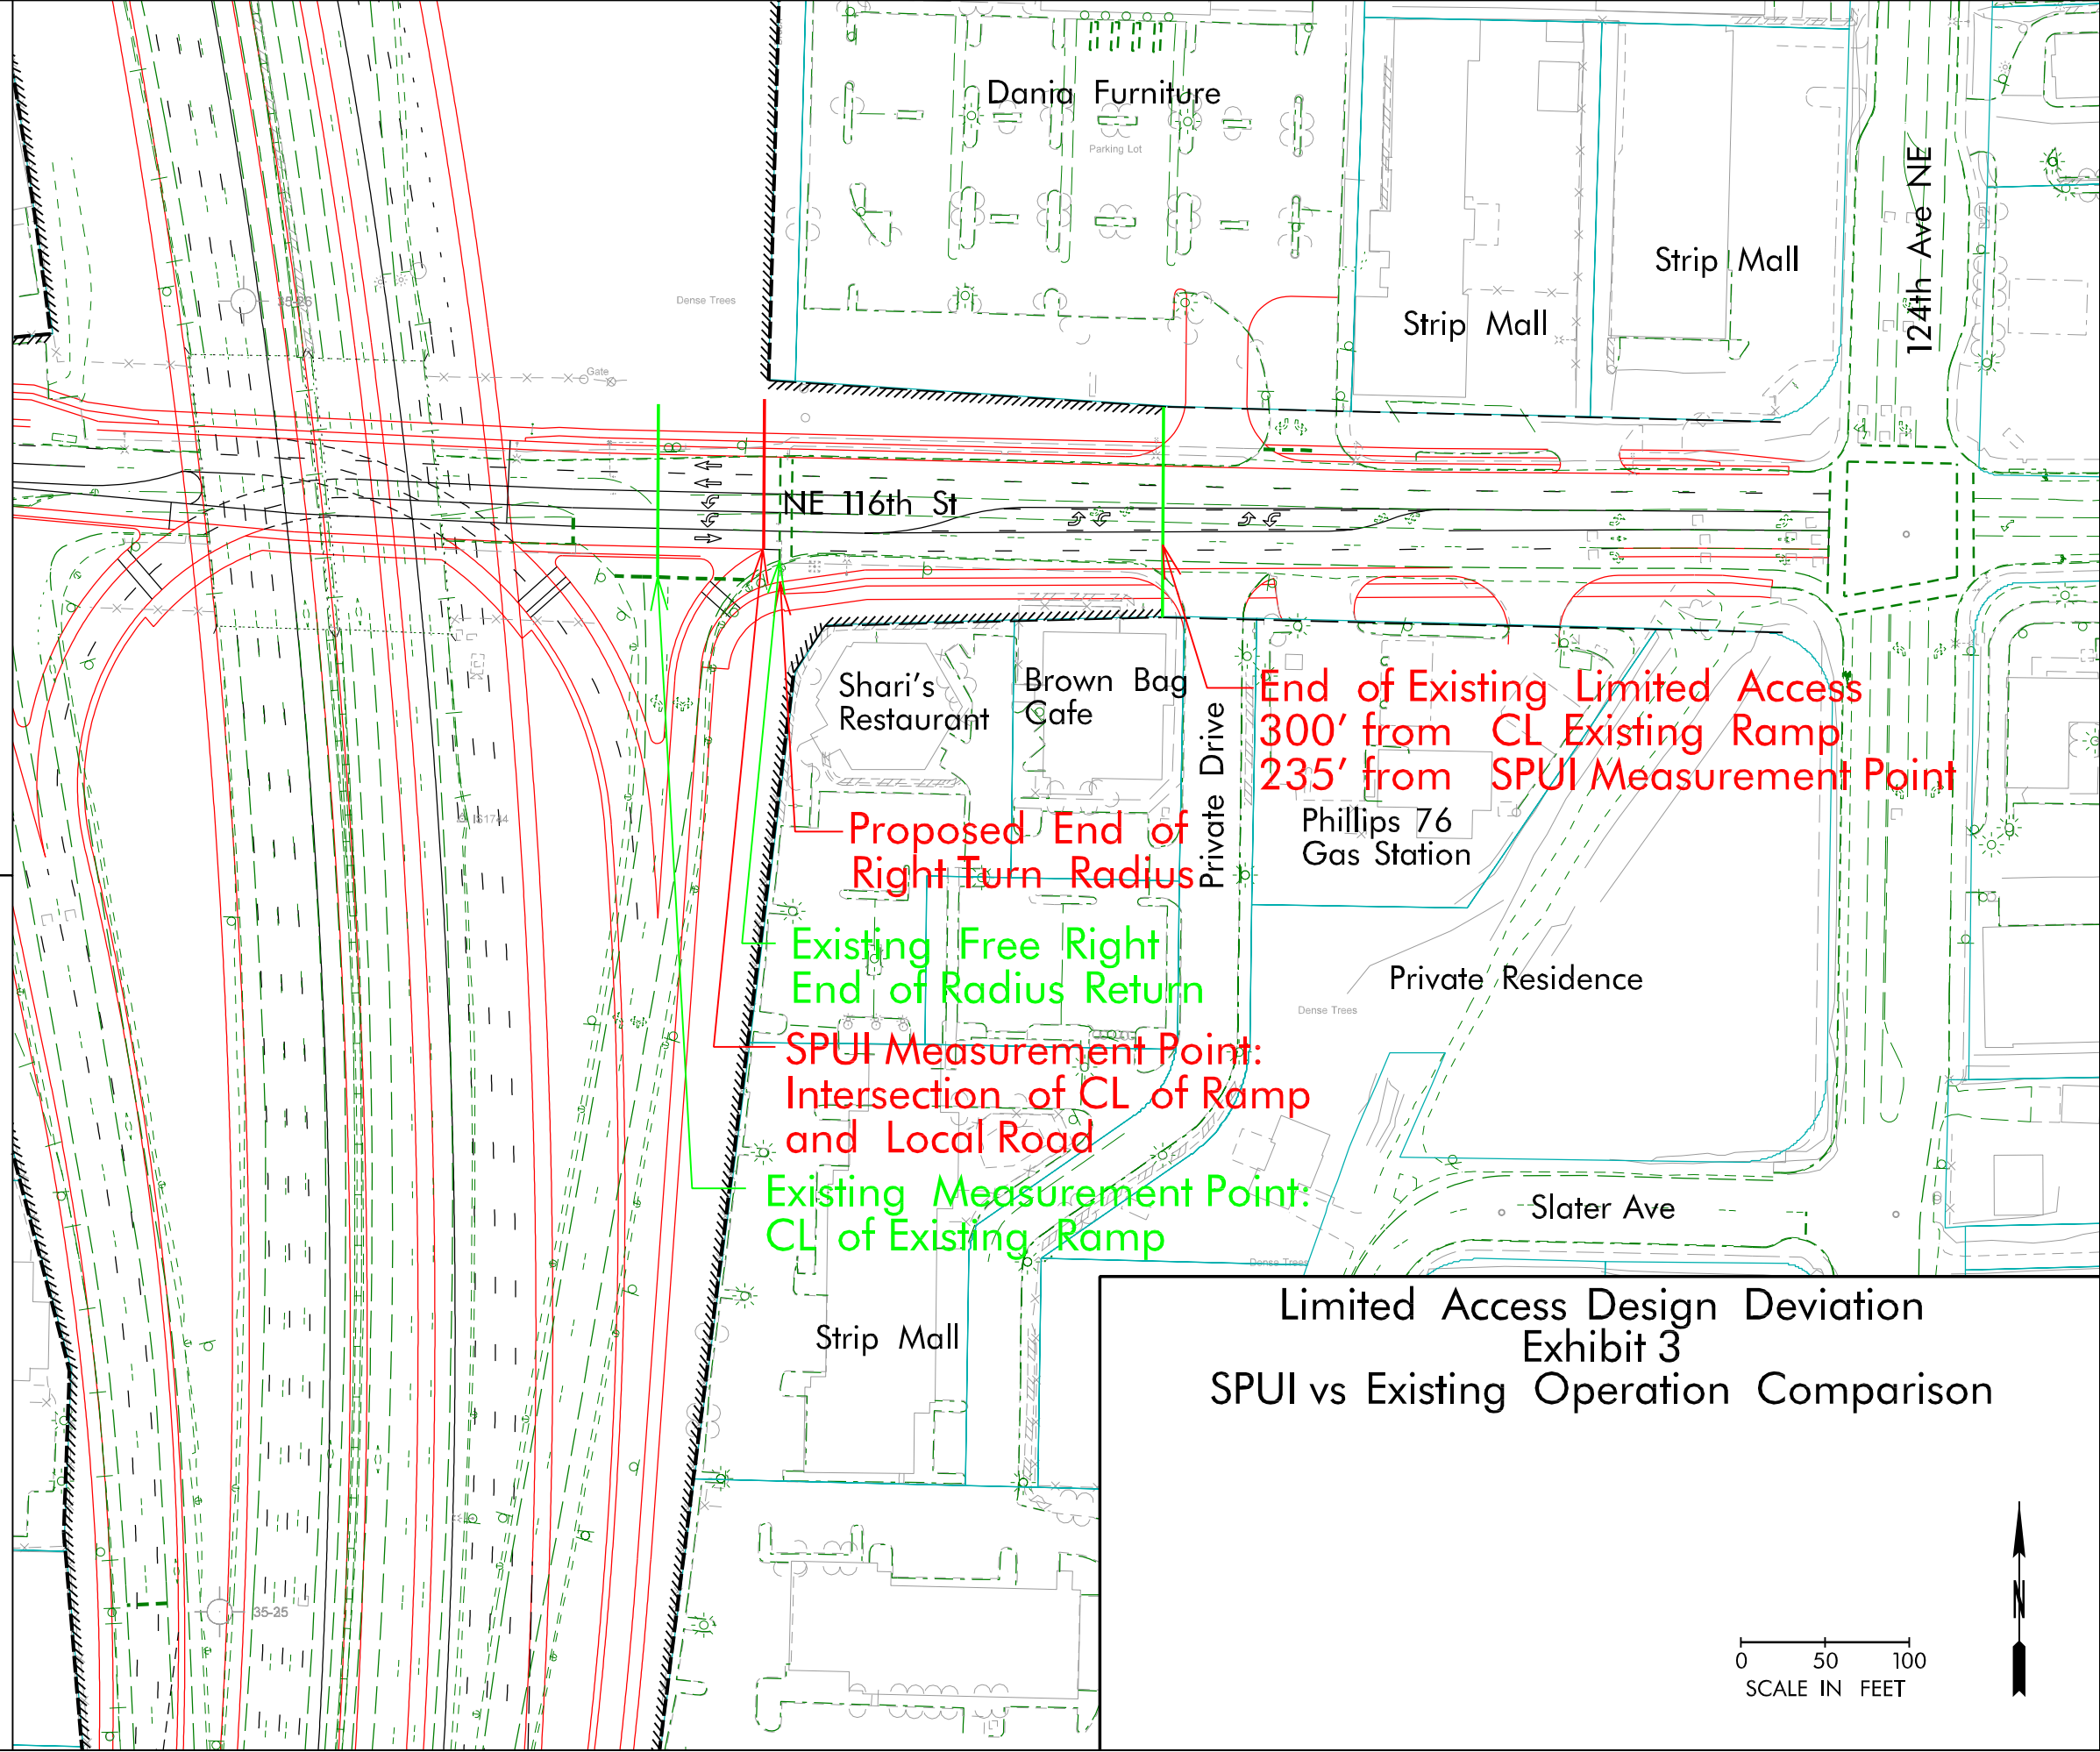 Dania Furniture
Parking Lot
124th Ave NE
Strip Mall
Strip Mall
35-26
Dense Trees
Gate
NE 116th St
Shari's
Restaurant
Brown Bag
Cafe
Private Drive
End of Existing Limited Access
300' from CL Existing Ramp
235' from SPUI Measurement Point
Phillips 76
Gas Station
IS1744
Proposed End of
Right Turn Radius
Existing Free Right
End of Radius Return
Private Residence
Dense Trees
SPUI Measurement Point:
Intersection of CL of Ramp
and Local Road
Existing Measurement Point:
CL of Existing Ramp
Slater Ave
Dense Trees
Strip Mall
Limited Access Design Deviation
Exhibit 3
SPUI vs Existing Operation Comparison
35-25
N
0 50 100
SCALE IN FEET